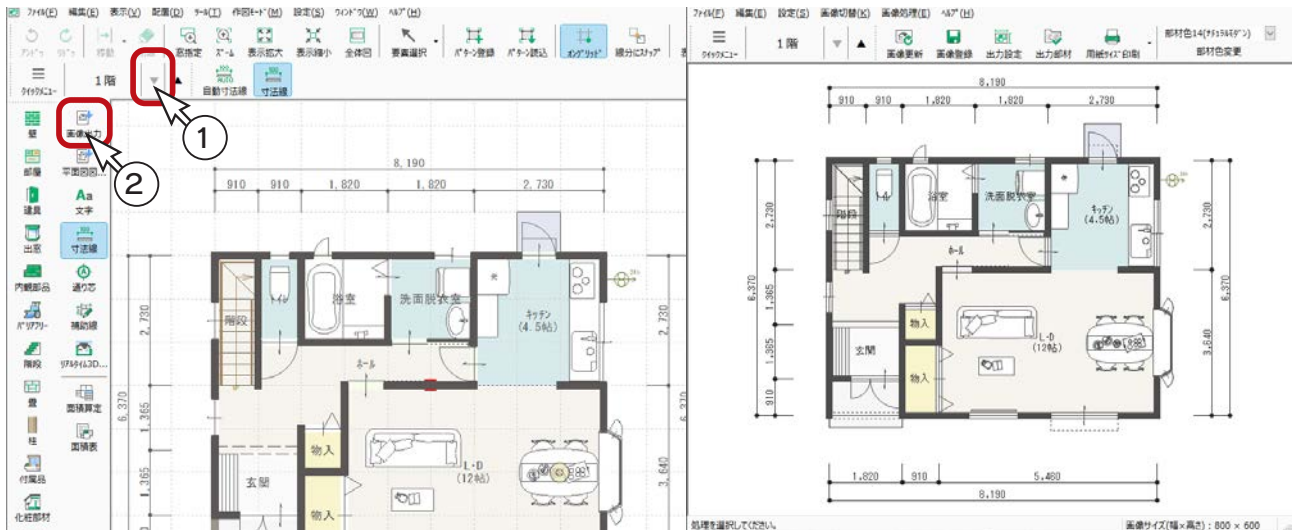 ファイル(F) 編集(E) 表示(V) 配置(D) ツール(T) 作図モード(M) 設定(S) ウィンドウ(W) ヘルプ(H)
アンドゥ リドゥ 移動 窓指定 ズーム 表示拡大 表示縮小 全体図 要素選択 パターン登録 パターン読込 オングリッド 線分にスナップ
クイックメニュー 1階 ▼ ▲ 自動寸法線 寸法線
①
②
壁 画像出力
部屋 平面図図...
建具 文字
出窓 寸法線
内観部品 通り芯
バリアフリー 補助線
階段 リアルタイム3D...
畳 面積算定
柱 面積表
付属品
化粧部材
8,190
910 910 1,820 1,820 2,730
トイレ 浴室 洗面脱衣室
階段
キッチン
(4.5帖)
ホール
物入
玄関
L・D
(12帖)
物入
2,730 2,730
6,370 1,365
1,365 3,640
ファイル(F) 編集(E) 設定(S) 画像切替(K) 画像処理(E) ヘルプ(H)
クイックメニュー 1階 ▼ ▲ 画像更新 画像登録 出力設定 出力部材 用紙サイズ印刷 部材色14(ナチュラルモダン)
部材色変更
8,190
910 910 1,820 1,820 2,730
トイレ 浴室 洗面脱衣室
階段
キッチン
(4.5帖)
ホール
物入
玄関
L・D
(12帖)
物入
2,730 2,730
6,370 6,370
1,365
1,365 3,640
910
1,820 910 5,460
8,190
処理を選択してください。 画像サイズ(幅×高さ) : 800 × 600